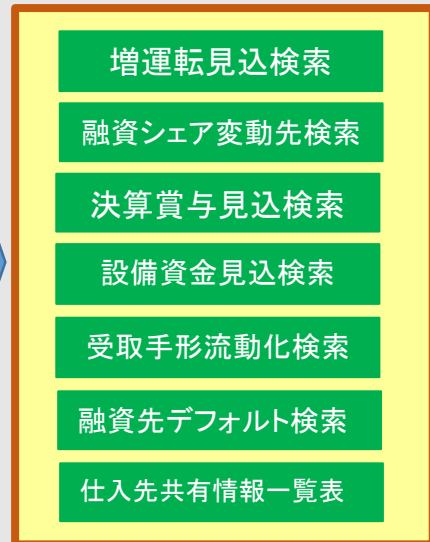 増運転見込検索
融資シェア変動先検索
決算賞与見込検索
設備資金見込検索
受取手形流動化検索
融資先デフォルト検索
仕入先共有情報一覧表